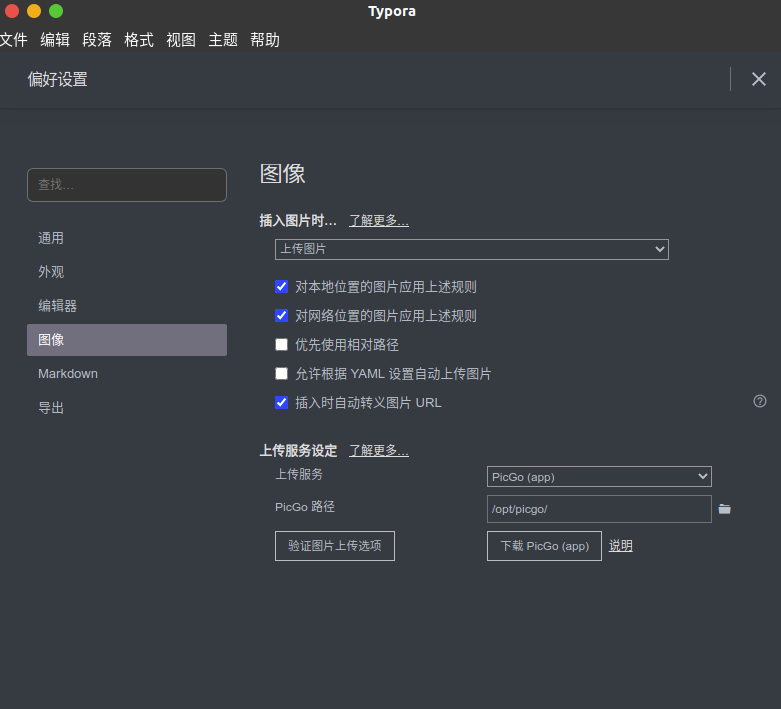 Typora
文件 编辑 段落 格式 视图 主题 帮助
偏好设置
查找…
通用
外观
编辑器
图像
Markdown
导出
图像
插入图片时… 了解更多…
上传图片
对本地位置的图片应用上述规则
对网络位置的图片应用上述规则
优先使用相对路径
允许根据 YAML 设置自动上传图片
插入时自动转义图片 URL
上传服务设定 了解更多…
上传服务 PicGo (app)
PicGo 路径 /opt/picgo/
验证图片上传选项 下载 PicGo (app) 说明